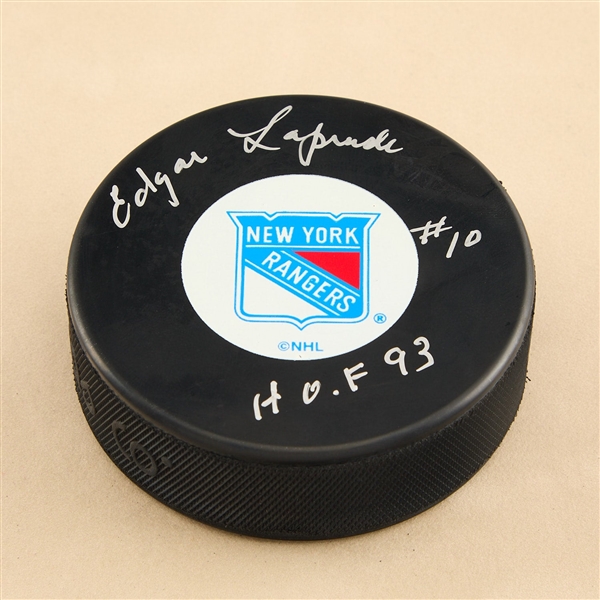 Edgar Laprade
#10
NEW YORK
RANGERS
®
©NHL
H O.F 93